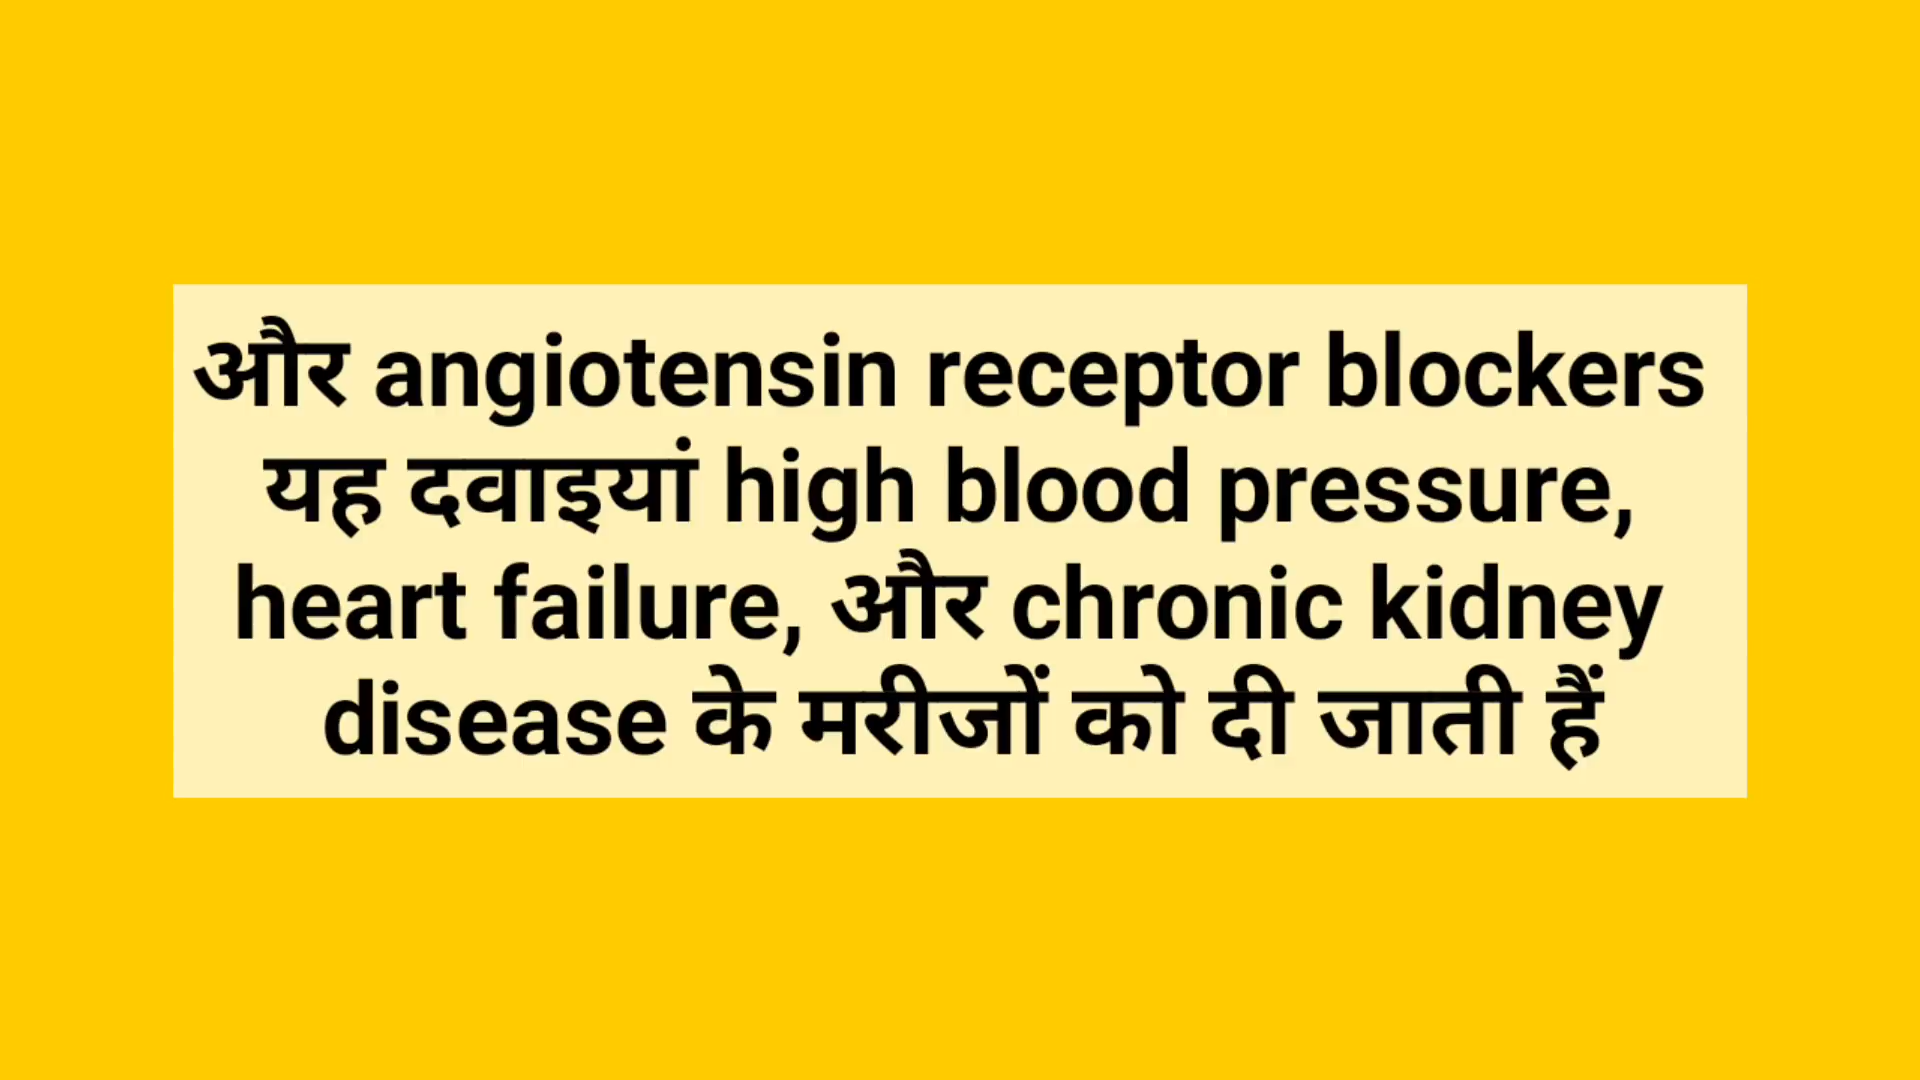 और angiotensin receptor blockers
यह दवाइयां high blood pressure,
heart failure, और chronic kidney
disease के मरीजों को दी जाती हैं